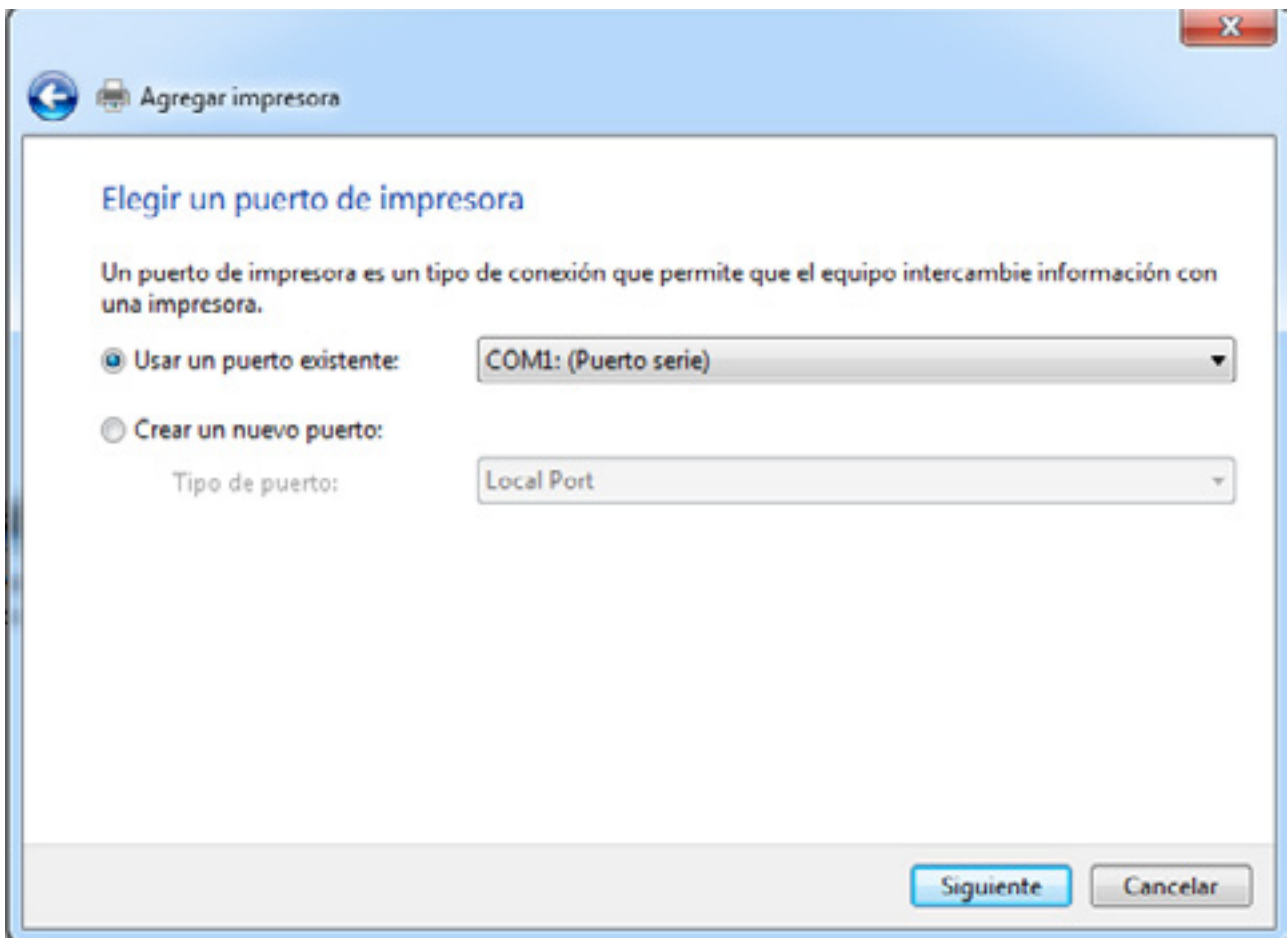 Agregar impresora
Elegir un puerto de impresora
Un puerto de impresora es un tipo de conexión que permite que el equipo intercambie información con
una impresora.
Usar un puerto existente: COM1: (Puerto serie)
Crear un nuevo puerto:
Tipo de puerto: Local Port
Siguiente Cancelar